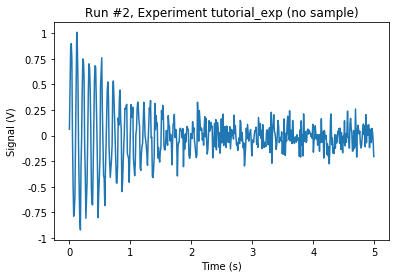 Run #2, Experiment tutorial_exp (no sample)
1
0.75
0.5
0.25
0
-0.25
-0.5
-0.75
-1
Signal (V)
0 1 2 3 4 5
Time (s)